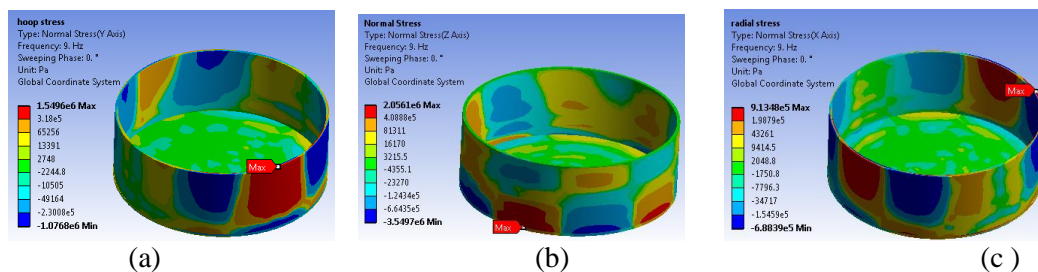 hoop stress
Type: Normal Stress(Y Axis)
Frequency: 9. Hz
Sweeping Phase: 0. °
Unit: Pa
Global Coordinate System
1.5496e6 Max
3.18e5
65256
13391
2748
-2244.8
-10505
-49164
-2.3008e5
-1.0768e6 Min
Max
(a)
Normal Stress
Type: Normal Stress(Z Axis)
Frequency: 9. Hz
Sweeping Phase: 0. °
Unit: Pa
Global Coordinate System
2.0561e6 Max
4.0888e5
81311
16170
3215.5
-4355.1
-23270
-1.2434e5
-6.6435e5
-3.5497e6 Min
Max
(b)
radial stress
Type: Normal Stress(X Axis)
Frequency: 9. Hz
Sweeping Phase: 0. °
Unit: Pa
Global Coordinate System
9.1348e5 Max
1.9879e5
43261
9414.5
2048.8
-1750.8
-7796.3
-34717
-1.5459e5
-6.8839e5 Min
Max
(c )